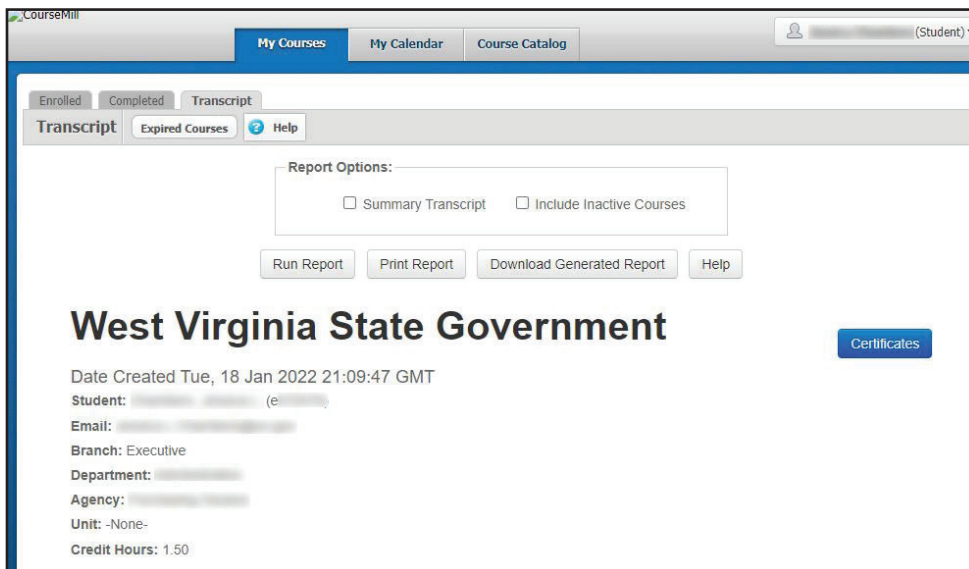 CourseMill
My Courses My Calendar Course Catalog (Student)
Enrolled Completed Transcript
Transcript Expired Courses ? Help
Report Options:
Summary Transcript Include Inactive Courses
Run Report Print Report Download Generated Report Help
West Virginia State Government
Certificates
Date Created Tue, 18 Jan 2022 21:09:47 GMT
Student: (e )
Email:
Branch: Executive
Department:
Agency:
Unit: -None-
Credit Hours: 1.50